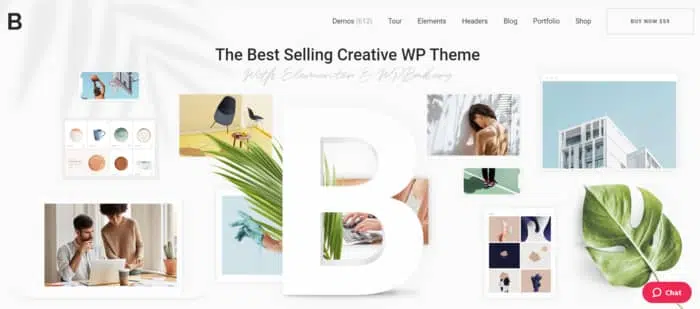 B
Demos (612)
Tour
Elements
Headers
Blog
Portfolio
Shop
BUY NOW $59
The Best Selling Creative WP Theme
With Elementor & WPBakery
B
Chat